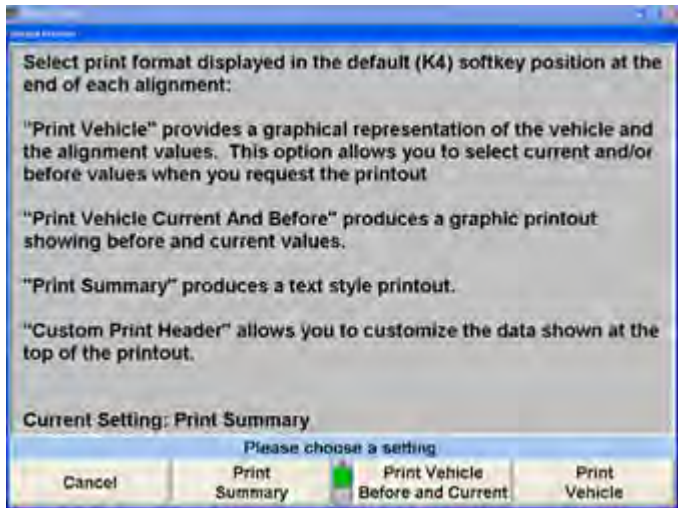 Select print format displayed in the default (K4) softkey position at the
end of each alignment:
"Print Vehicle" provides a graphical representation of the vehicle and
the alignment values. This option allows you to select current and/or
before values when you request the printout
"Print Vehicle Current And Before" produces a graphic printout
showing before and current values.
"Print Summary" produces a text style printout.
"Custom Print Header" allows you to customize the data shown at the
top of the printout.
Current Setting: Print Summary
Please choose a setting
Cancel
Print
Summary
Print Vehicle
Before and Current
Print
Vehicle